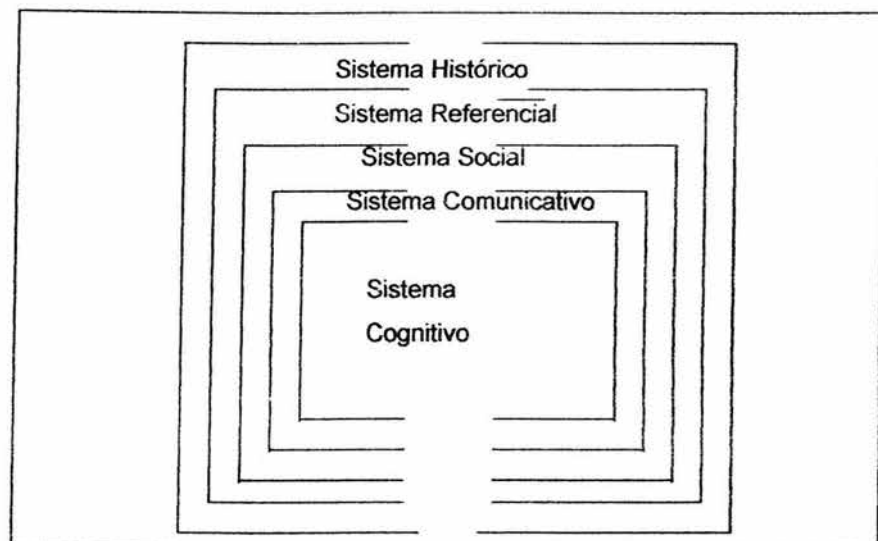 Sistema Histórico
Sistema Referencial
Sistema Social
Sistema Comunicativo
Sistema
Cognitivo